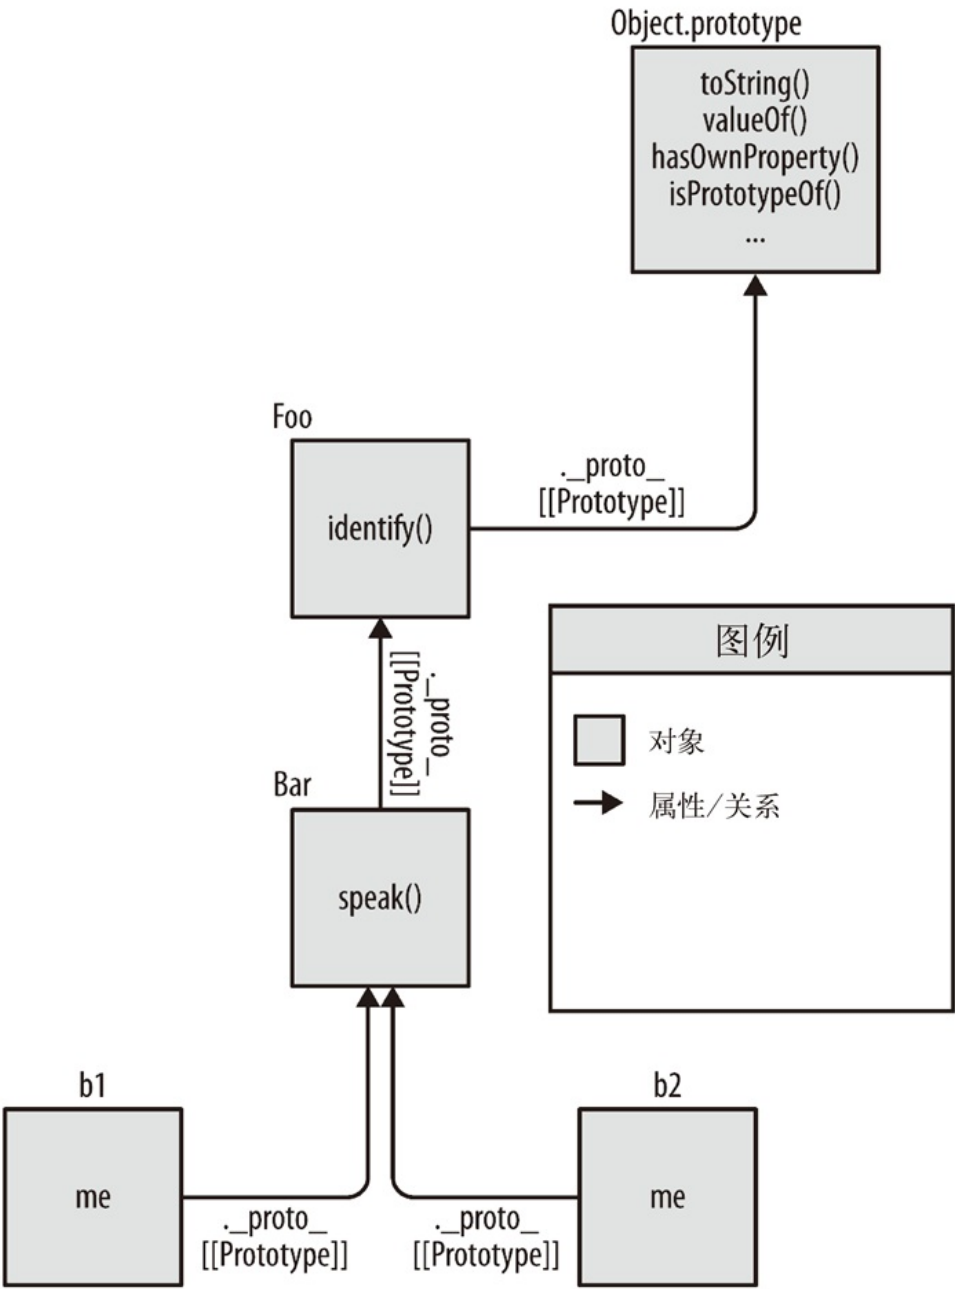 Object.prototype
toString()
valueOf()
hasOwnProperty()
isPrototypeOf()
...
Foo
identify()
._proto_
[[Prototype]]
._proto_
[[Prototype]]
Bar
speak()
图例
对象
属性/关系
b1
me
._proto_
[[Prototype]]
b2
me
._proto_
[[Prototype]]